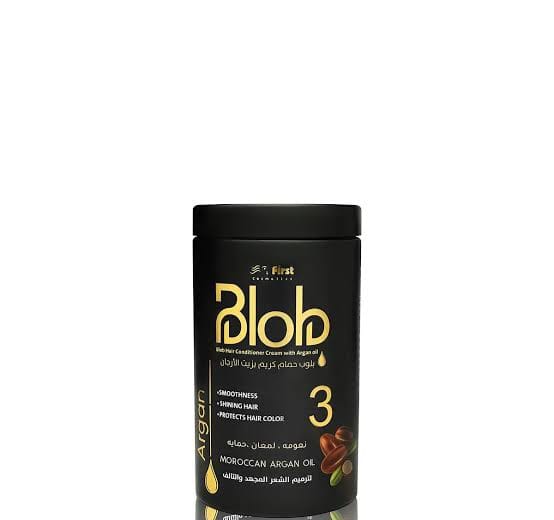 First
Cosmetics
Blob
Blob Hair Conditioner Cream with Argan oil
بلوب حمام كريم بزيت الأرجان
Argan
•SMOOTHNESS
•SHINING HAIR
•PROTECTS HAIR COLOR
3
نعومه ، لمعان ،حمايه
MOROCCAN ARGAN OIL
لترميم الشعر المجهد والتالف